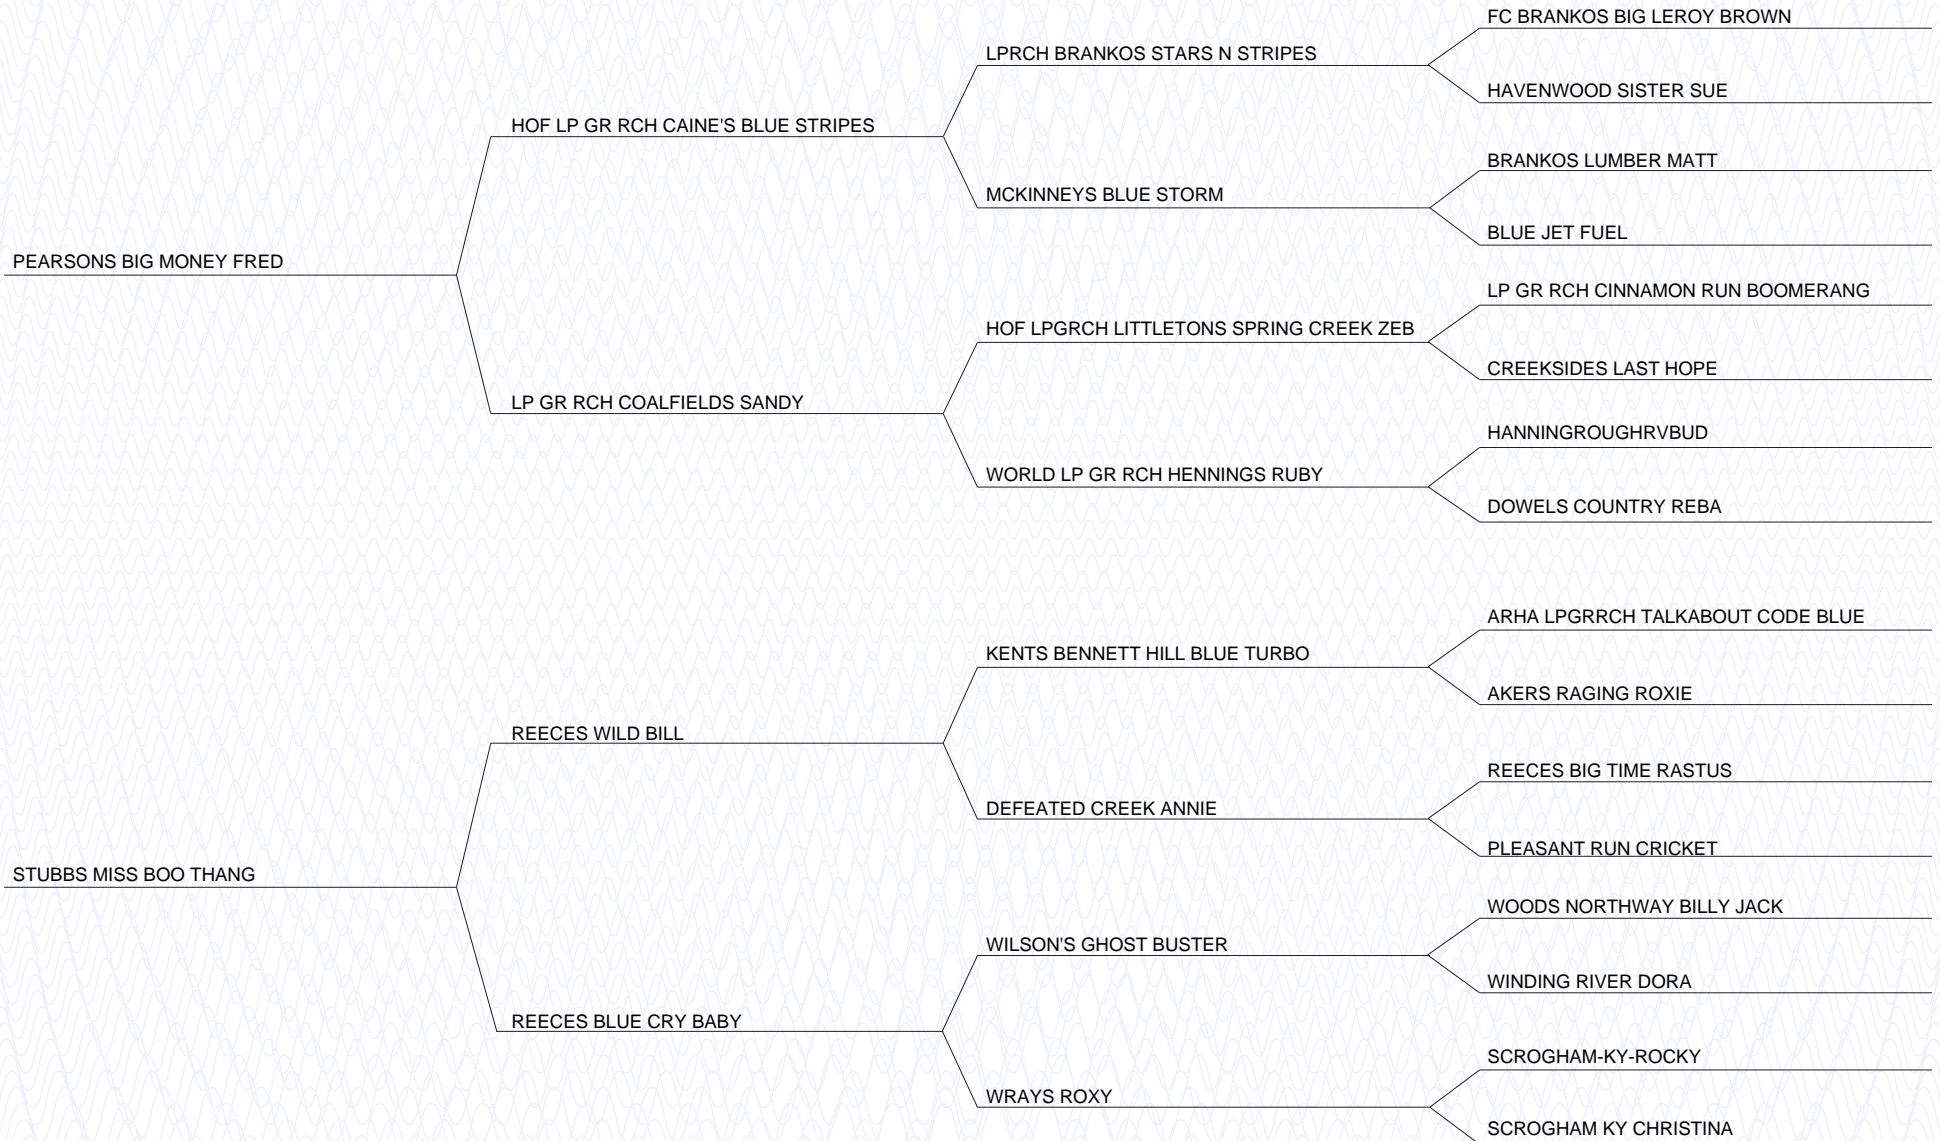 FC BRANKOS BIG LEROY BROWN
LPRCH BRANKOS STARS N STRIPES
HAVENWOOD SISTER SUE
HOF LP GR RCH CAINE'S BLUE STRIPES
BRANKOS LUMBER MATT
MCKINNEYS BLUE STORM
BLUE JET FUEL
PEARSONS BIG MONEY FRED
LP GR RCH CINNAMON RUN BOOMERANG
HOF LPGRCH LITTLETONS SPRING CREEK ZEB
CREEKSIDES LAST HOPE
LP GR RCH COALFIELDS SANDY
HANNINGROUGHRVBUD
WORLD LP GR RCH HENNINGS RUBY
DOWELS COUNTRY REBA
ARHA LPGRRCH TALKABOUT CODE BLUE
KENTS BENNETT HILL BLUE TURBO
AKERS RAGING ROXIE
REECES WILD BILL
REECES BIG TIME RASTUS
DEFEATED CREEK ANNIE
PLEASANT RUN CRICKET
STUBBS MISS BOO THANG
WOODS NORTHWAY BILLY JACK
WILSON'S GHOST BUSTER
WINDING RIVER DORA
REECES BLUE CRY BABY
SCROGHAM-KY-ROCKY
WRAYS ROXY
SCROGHAM KY CHRISTINA